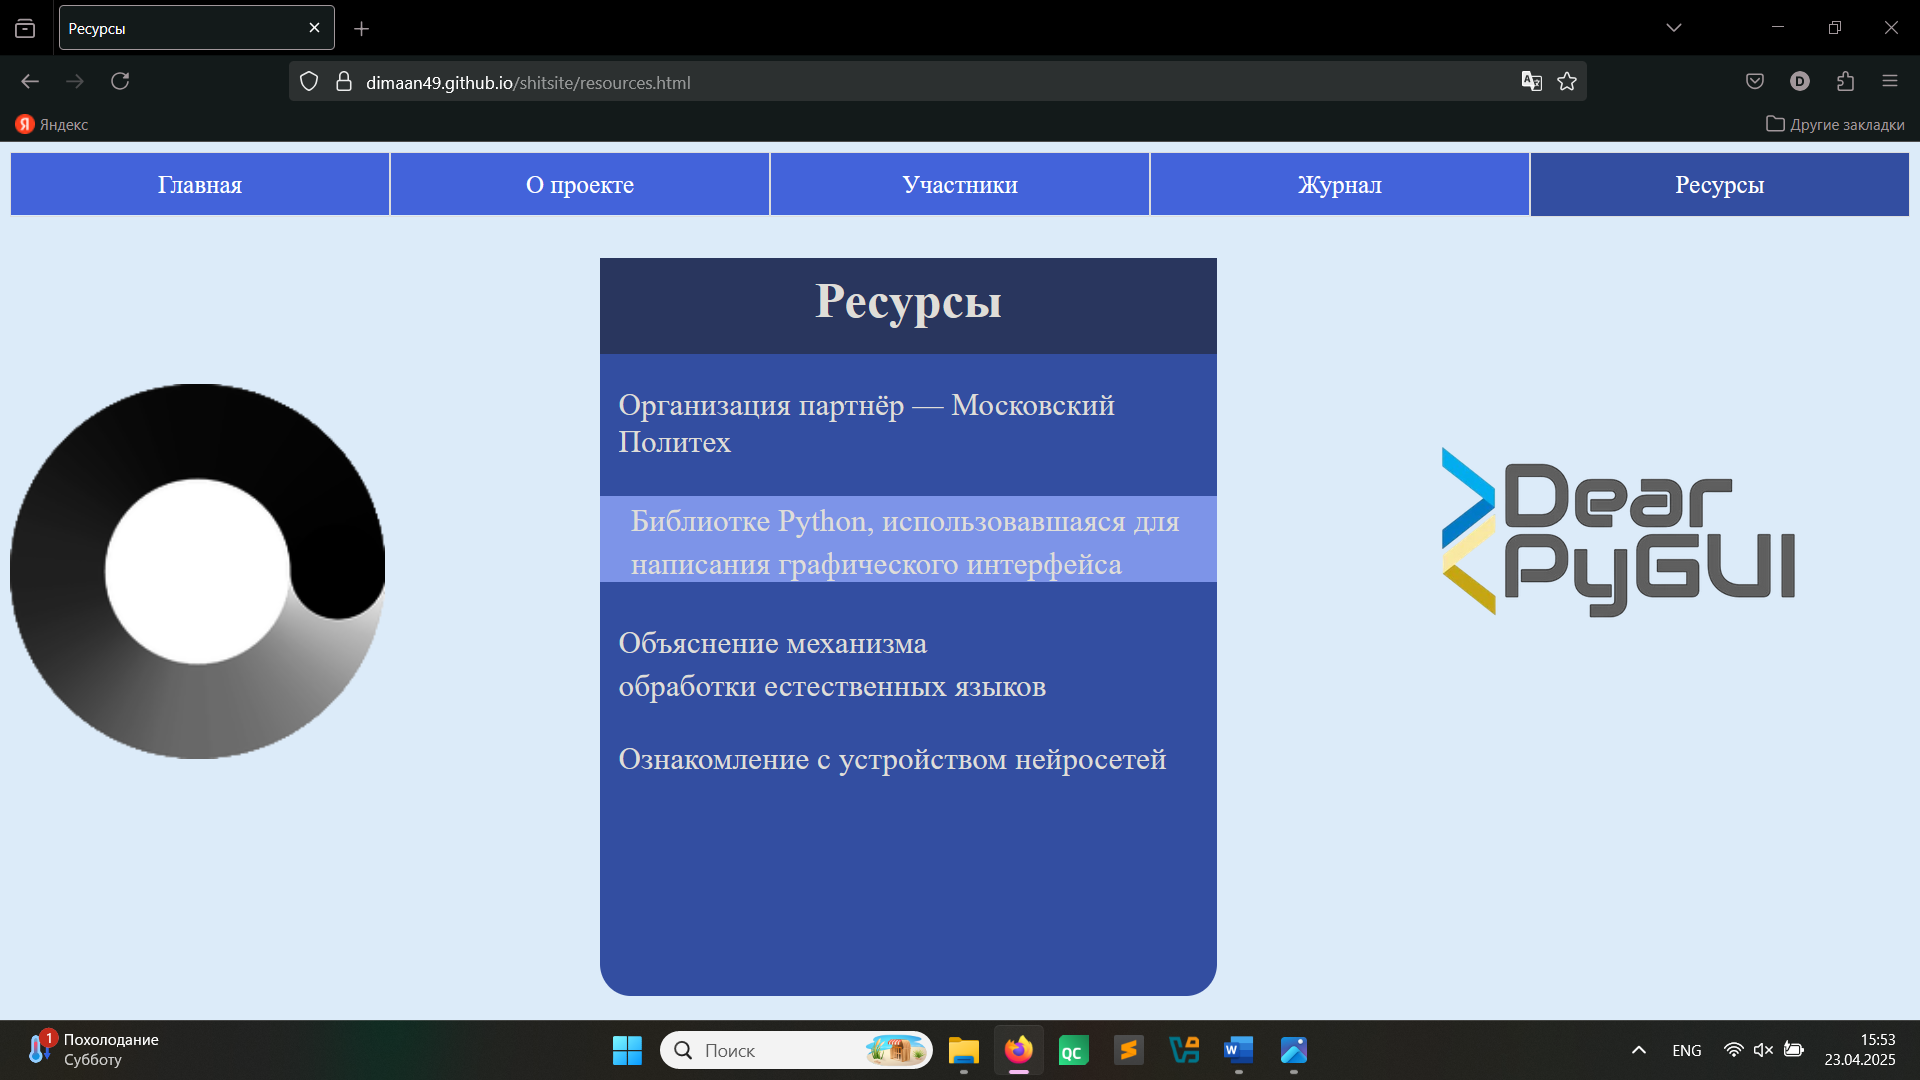 Ресурсы
dimaan49.github.io/shitsite/resources.html
D
Я Яндекс
Другие закладки
Главная
О проекте
Участники
Журнал
Ресурсы
Ресурсы
Организация партнёр — Московский
Политех
Библиотке Python, использовавшаяся для
написания графического интерфейса
Объяснение механизма
обработки естественных языков
Ознакомление с устройством нейросетей
Dear
PyGUI
1
Похолодание
Субботу
Поиск
QC
W
ENG
15:53
23.04.2025